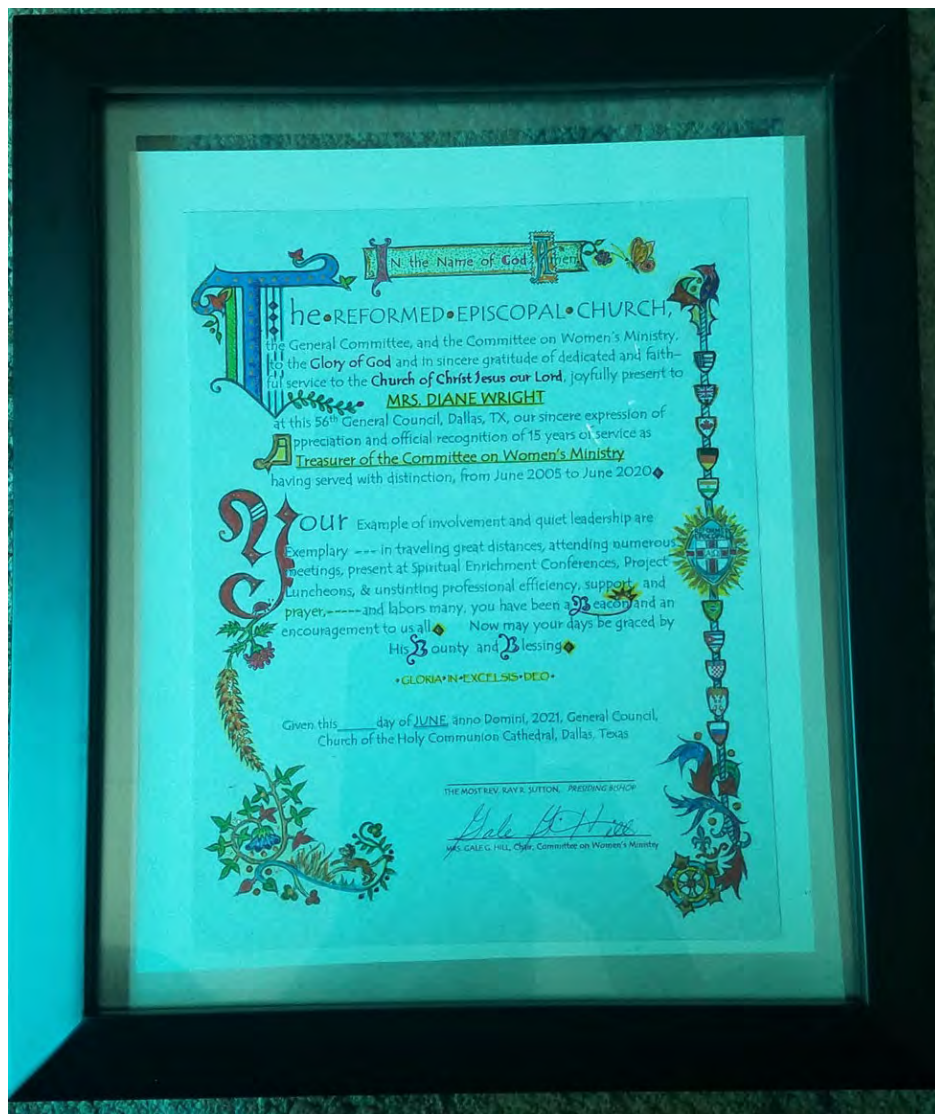 IN the Name of God Amen
The•REFORMED•EPISCOPAL•CHURCH,
the General Committee, and the Committee on Women's Ministry,
to the Glory of God and in sincere gratitude of dedicated and faith-
ful service to the Church of Christ Jesus our Lord, joyfully present to
MRS. DIANE WRIGHT
at this 56th General Council, Dallas, TX, our sincere expression of
Appreciation and official recognition of 15 years of service as
Treasurer of the Committee on Women's Ministry
having served with distinction, from June 2005 to June 2020
Your Example of involvement and quiet leadership are
Exemplary --- in traveling great distances, attending numerous
meetings, present at Spiritual Enrichment Conferences, Project
Luncheons, & unstinting professional efficiency, support, and
prayer,-----and labors many, you have been a Beacon and an
encouragement to us all Now may your days be graced by
His Bounty and Blessing
•GLORIA•IN•EXCELSIS•DEO•
Given this______day of JUNE, anno Domini, 2021, General Council,
Church of the Holy Communion Cathedral, Dallas, Texas
THE MOST REV. RAY R. SUTTON, PRESIDING BISHOP
Gale G. Hill
MRS. GALE G. HILL, Chair, Committee on Women's Ministry